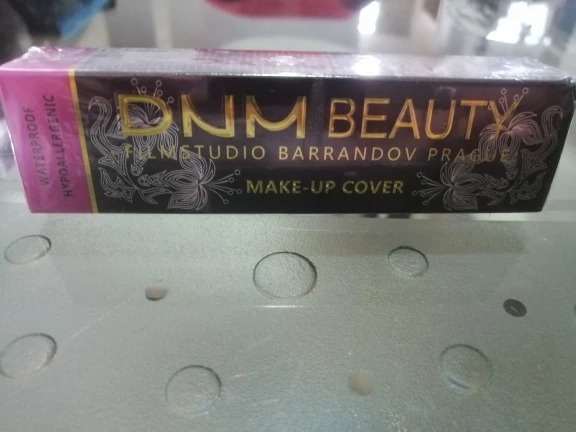 WATERPROOF
HYPOALLERGENIC
DNM BEAUTY
FILMSTUDIO BARRANDOV PRAGUE
MAKE-UP COVER